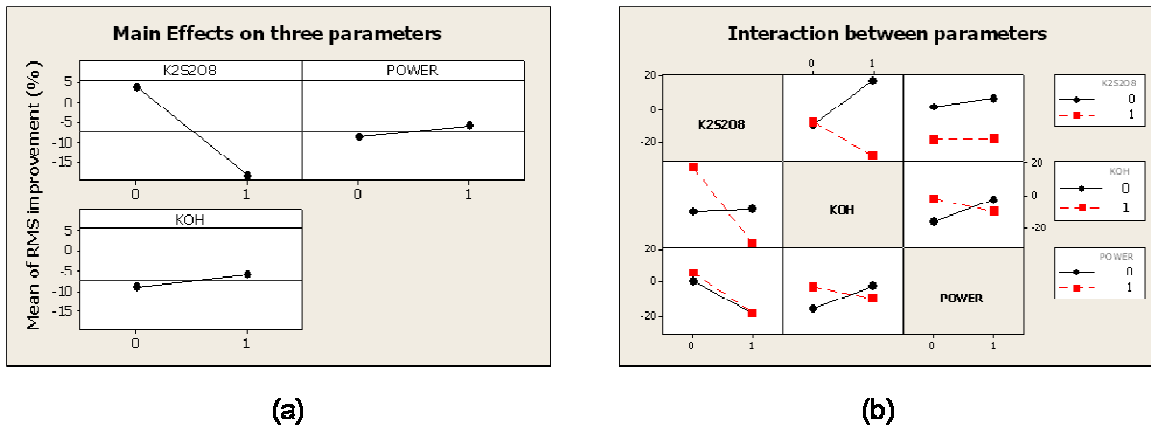 Main Effects on three parameters
Mean of RMS improvement (%)
K2S2O8 POWER
5
0
-5
-10
-15
0 1 0 1
KOH
5
0
-5
-10
-15
0 1
(a)
Interaction between parameters
0 1
20
0
-20
K2S2O8
K2S2O8
0
1
KOH
20
0
-20
KOH
0
1
20
0
-20
POWER
POWER
0
1
0 1 0 1
(b)